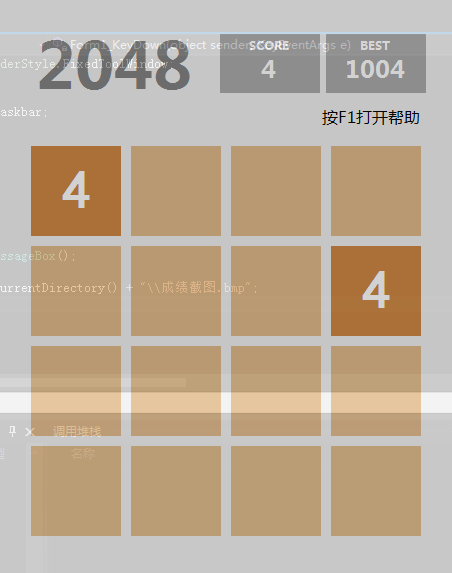 Form1_KeyDown(object sender, KeyEventArgs e)
2048
SCORE
4
BEST
1004
derStyle.FixedToolWindow;
askbar;
按F1打开帮助
4
ssageBox();
4
urrentDirectory() + "\\成绩截图.bmp";
调用堆栈
名称